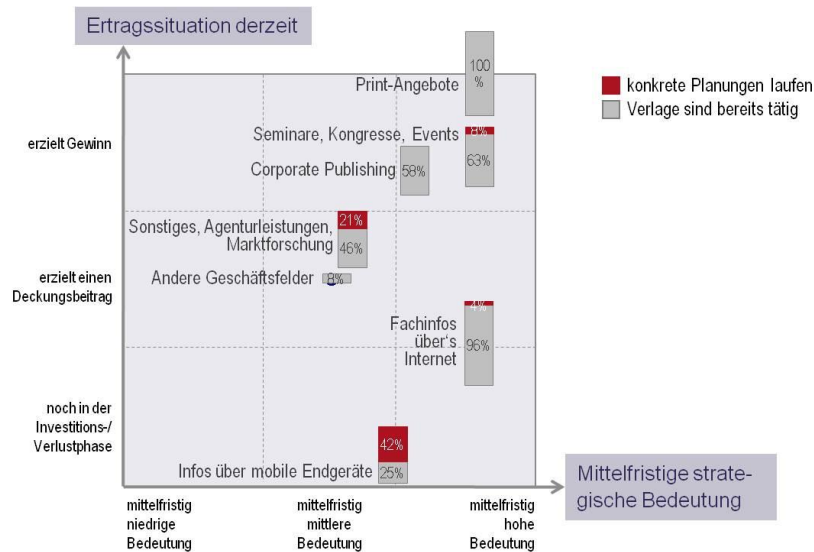 Ertragssituation derzeit
100
%
Print-Angebote
konkrete Planungen laufen
Verlage sind bereits tätig
erzielt Gewinn
Seminare, Kongresse, Events
8%
63%
Corporate Publishing
58%
Sonstiges, Agenturleistungen,
Marktforschung
21%
46%
erzielt einen
Deckungsbeitrag
Andere Geschäftsfelder
8%
4%
Fachinfos
über's
Internet
96%
noch in der
Investitions-/
Verlustphase
42%
Infos über mobile Endgeräte
25%
Mittelfristige strate-
gische Bedeutung
mittelfristig
niedrige
Bedeutung
mittelfristig
mittlere
Bedeutung
mittelfristig
hohe
Bedeutung